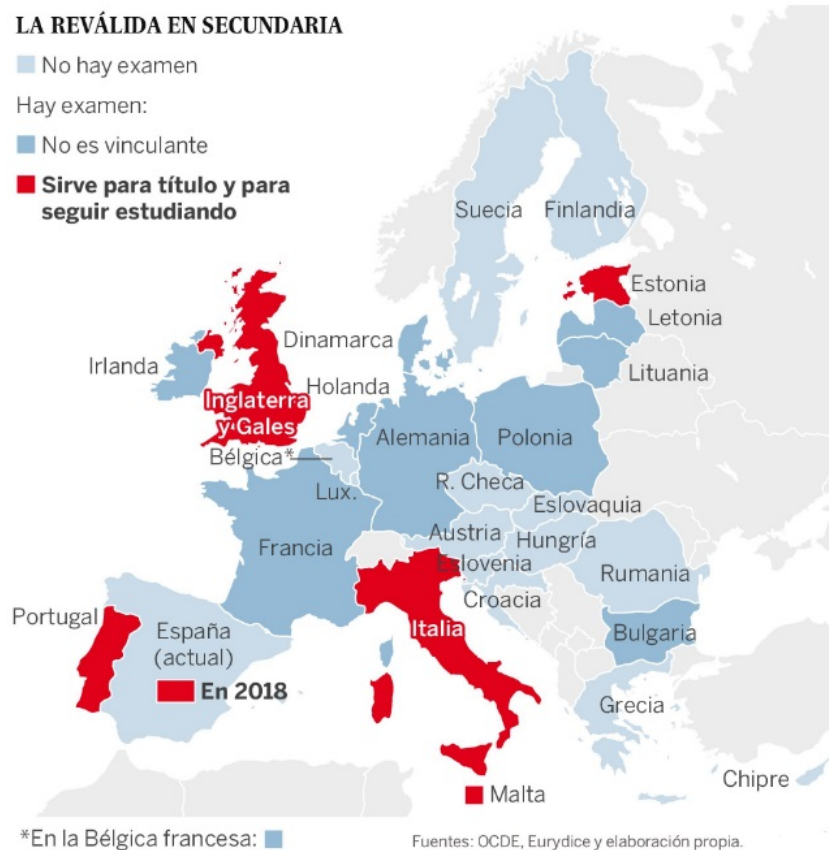 LA REVÁLIDA EN SECUNDARIA
No hay examen
Hay examen:
No es vinculante
Sirve para título y para
seguir estudiando
Suecia
Finlandia
Estonia
Letonia
Lituania
Dinamarca
Irlanda
Holanda
Inglaterra
y Gales
Alemania
Polonia
Bélgica*
R. Checa
Lux.
Eslovaquia
Austria
Hungría
Francia
Eslovenia
Rumania
Croacia
Portugal
España
(actual)
Italia
Bulgaria
En 2018
Grecia
Chipre
Malta
*En la Bélgica francesa:
Fuentes: OCDE, Eurydice y elaboración propia.